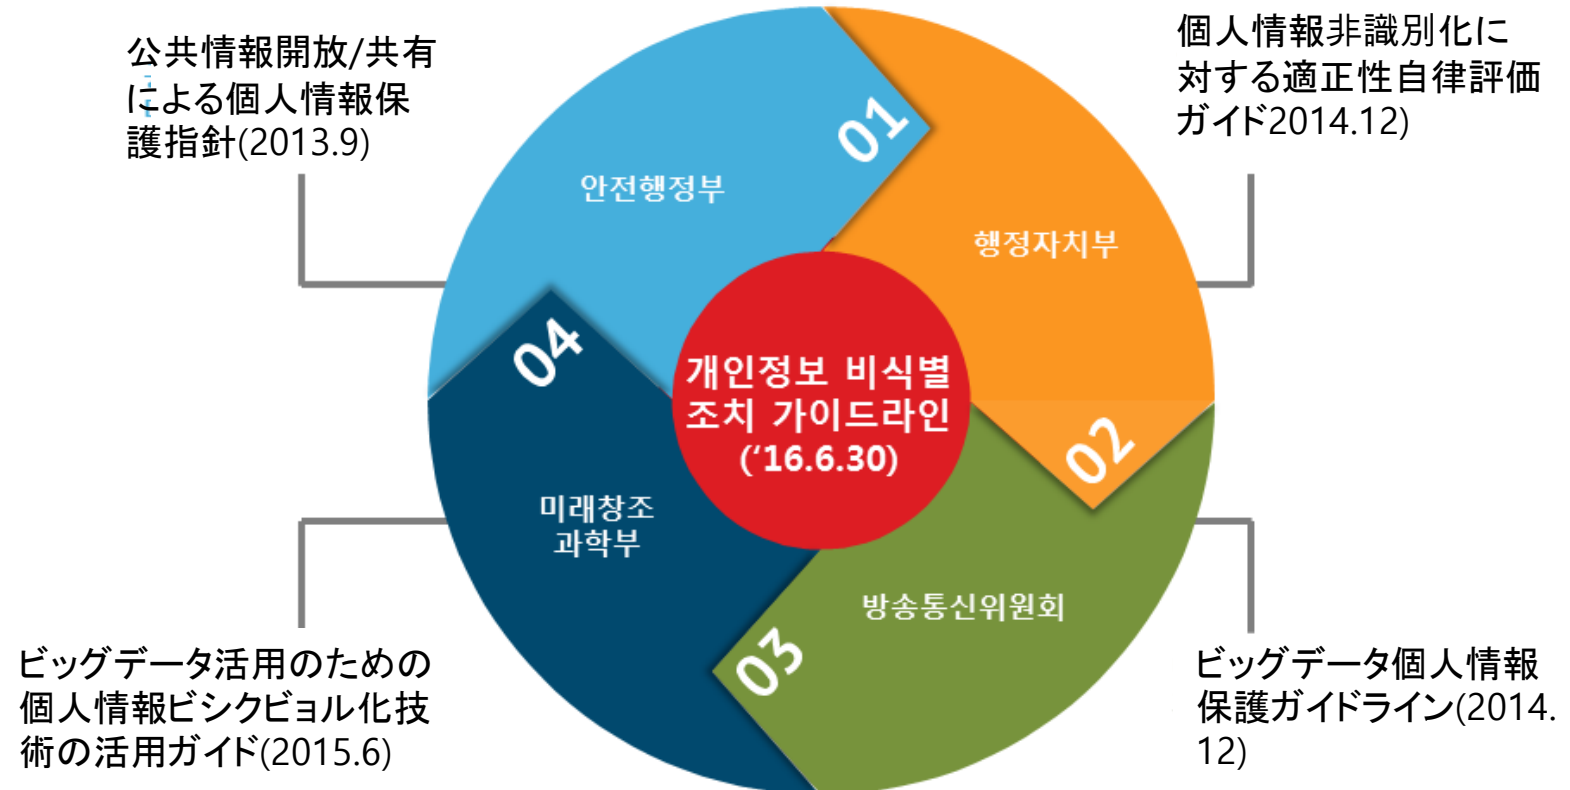 公共情報開放/共有
による個人情報保
護指針(2013.9)
個人情報非識別化に
対する適正性自律評価
ガイド2014.12)
01
안전행정부
행정자치부
04
개인정보 비식별
조치 가이드라인
(‘16.6.30)
02
미래창조
과학부
방송통신위원회
03
ビッグデータ活用のための
個人情報ビシクビョル化技
術の活用ガイド(2015.6)
ビッグデータ個人情報
保護ガイドライン(2014.
12)